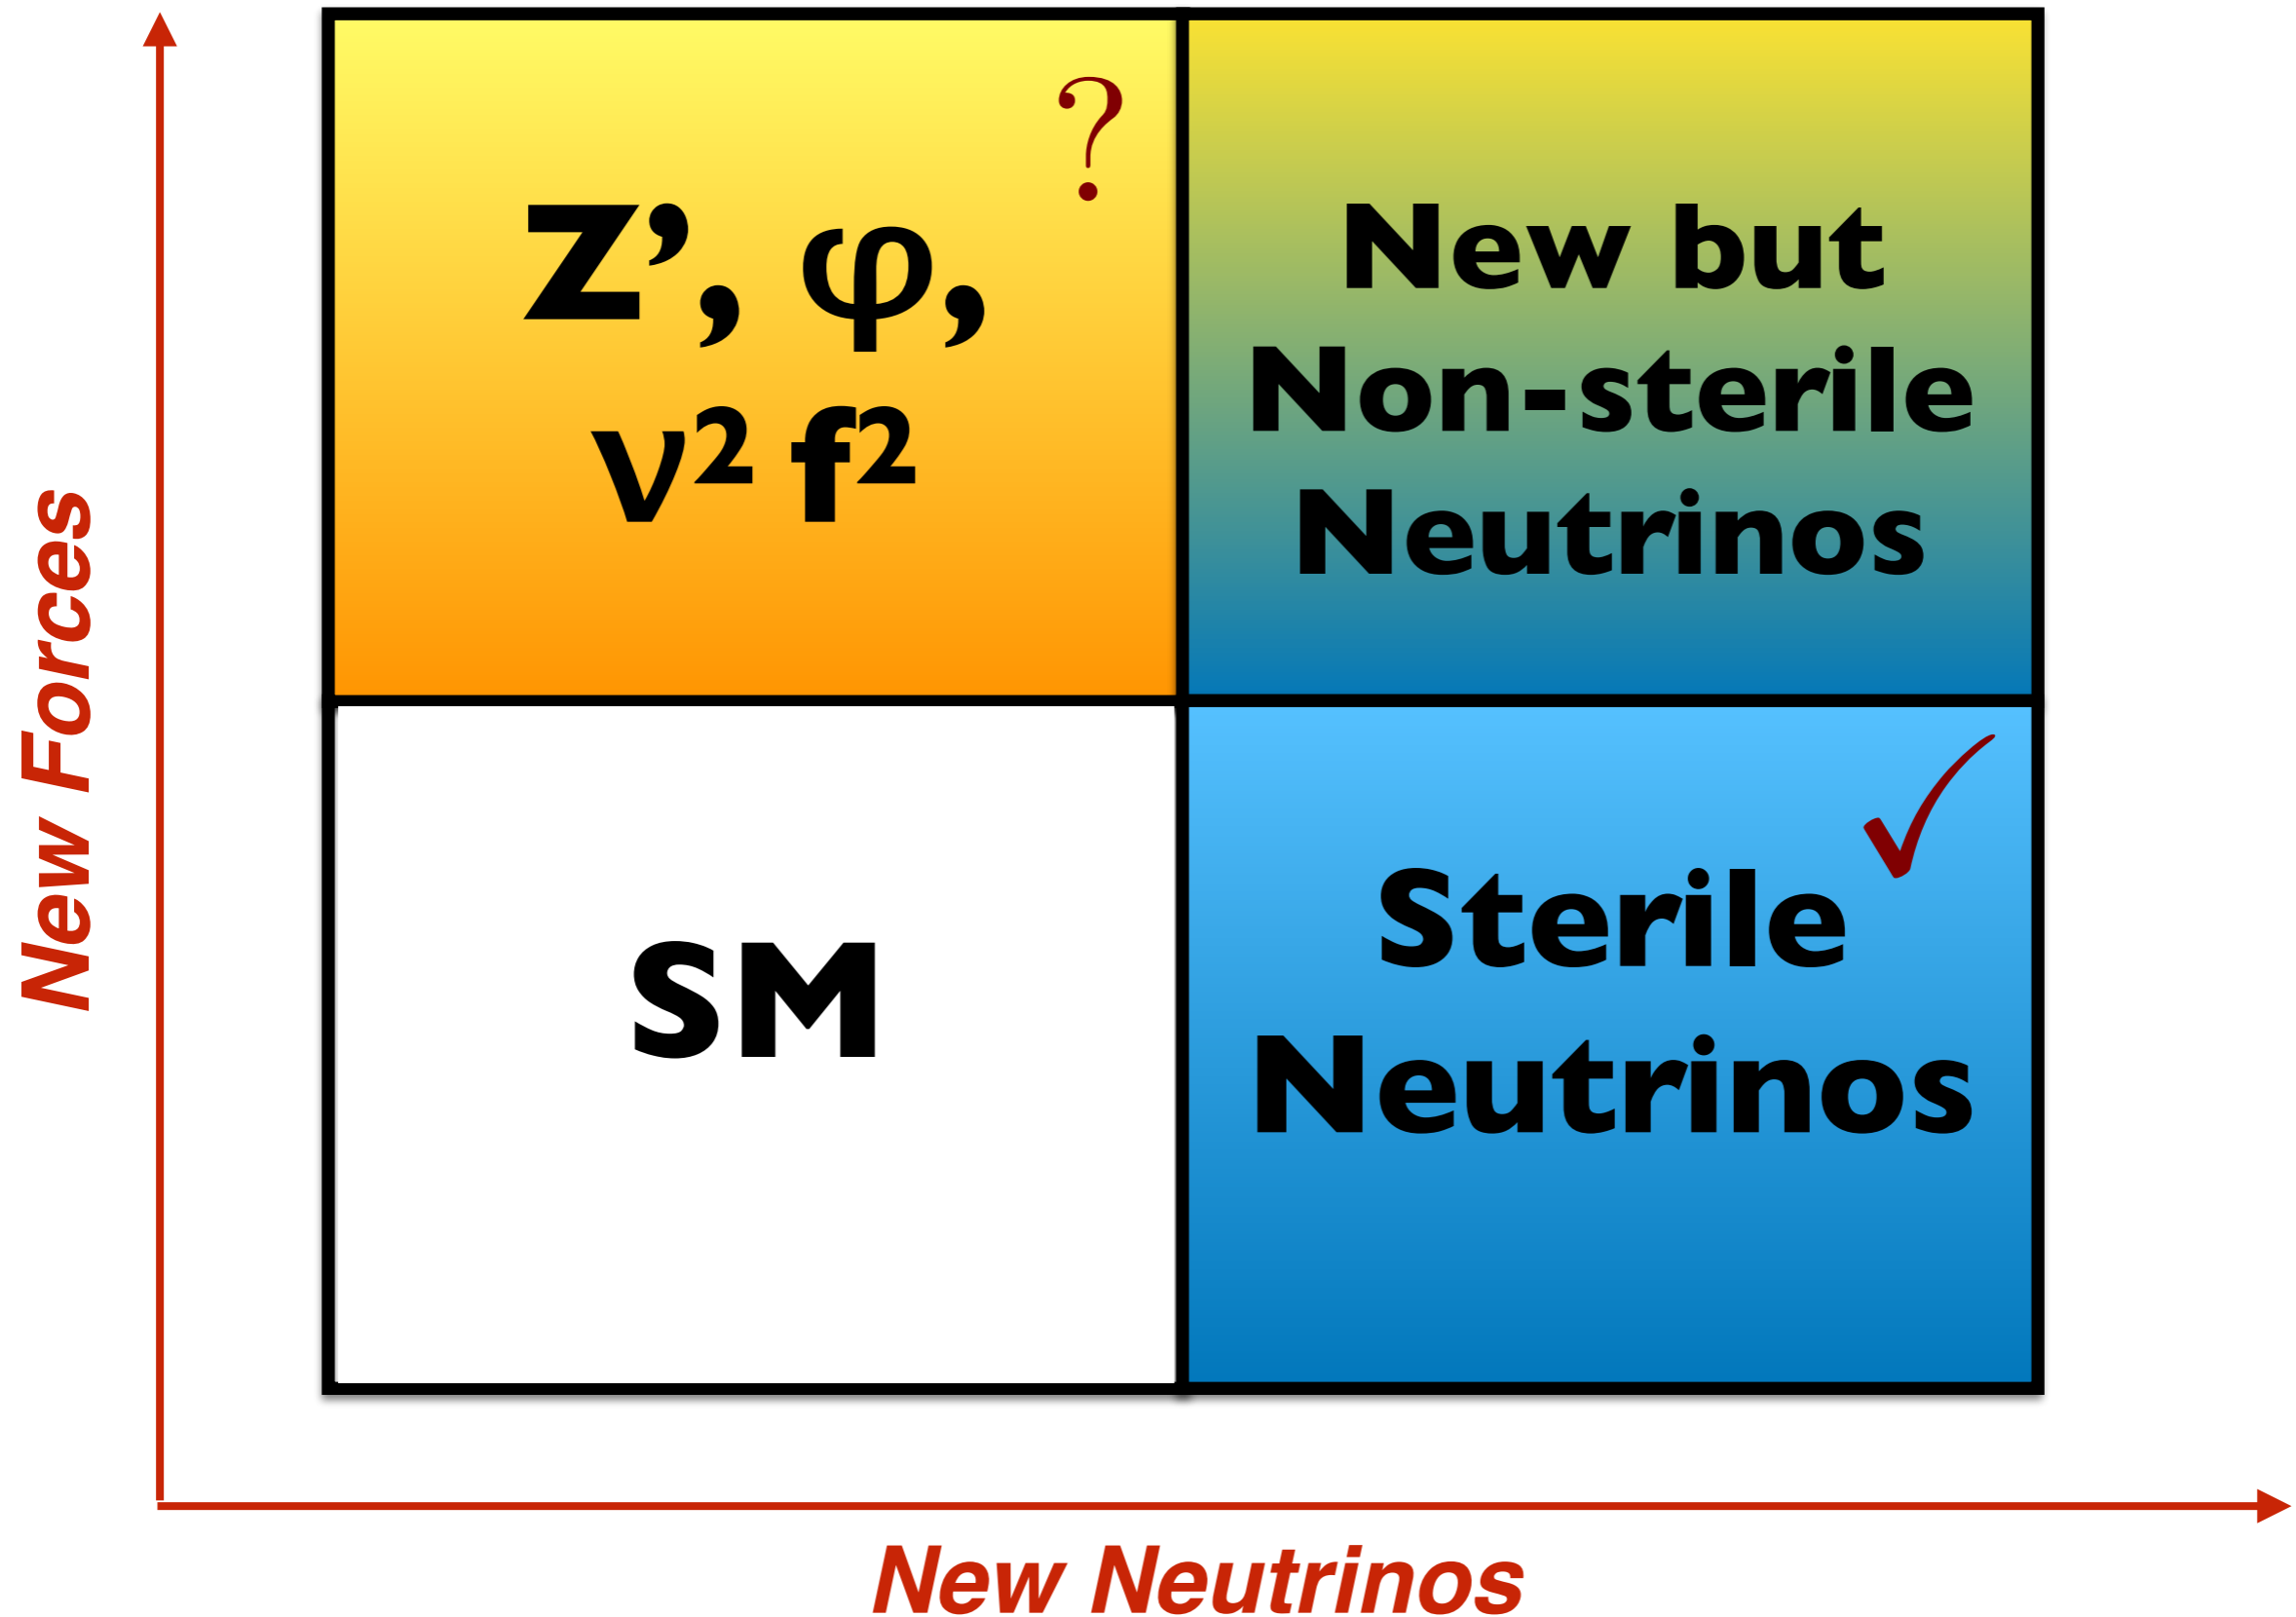 New Forces
?
Z’, φ,
ν² f²
New but
Non-sterile
Neutrinos
SM
✓
Sterile
Neutrinos
New Neutrinos